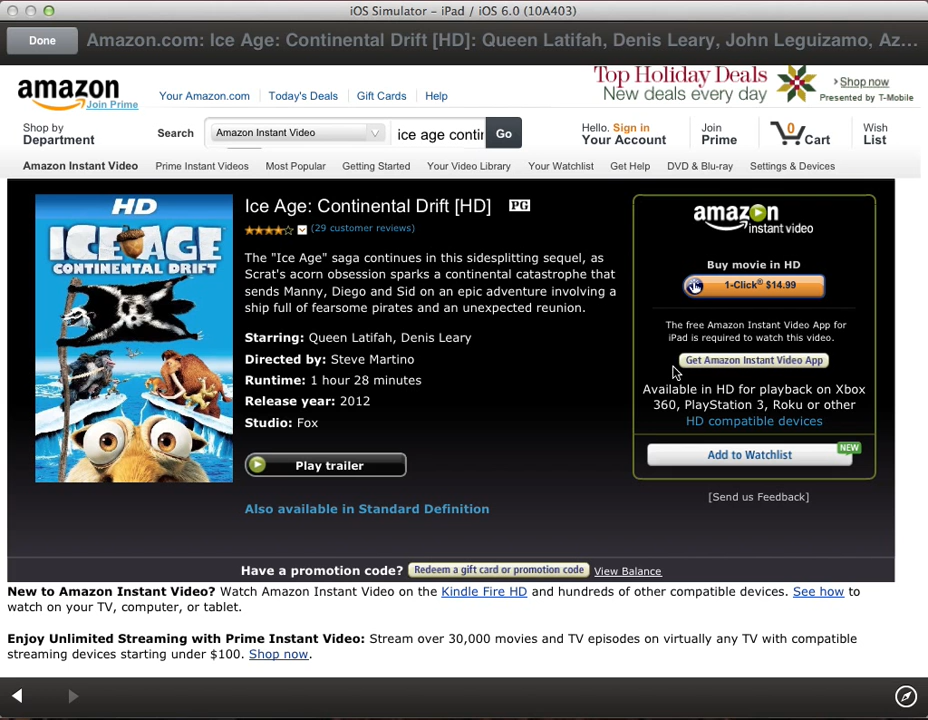 iOS Simulator – iPad / iOS 6.0 (10A403)
Done
Amazon.com: Ice Age: Continental Drift [HD]: Queen Latifah, Denis Leary, John Leguizamo, Az...
amazon
Join Prime
Your Amazon.com
Today's Deals
Gift Cards
Help
Top Holiday Deals
New deals every day
Shop now
Presented by T-Mobile
Shop by
Department
Search
Amazon Instant Video
ice age contin
Go
Hello. Sign in
Your Account
Join
Prime
0
Cart
Wish
List
Amazon Instant Video
Prime Instant Videos
Most Popular
Getting Started
Your Video Library
Your Watchlist
Get Help
DVD & Blu-ray
Settings & Devices
HD
ICE AGE
CONTINENTAL DRIFT
Ice Age: Continental Drift [HD] PG
(29 customer reviews)
The "Ice Age" saga continues in this sidesplitting sequel, as
Scrat's acorn obsession sparks a continental catastrophe that
sends Manny, Diego and Sid on an epic adventure involving a
ship full of fearsome pirates and an unexpected reunion.
Starring: Queen Latifah, Denis Leary
Directed by: Steve Martino
Runtime: 1 hour 28 minutes
Release year: 2012
Studio: Fox
Play trailer
Also available in Standard Definition
amazon
instant video
Buy movie in HD
1-Click® $14.99
The free Amazon Instant Video App for
iPad is required to watch this video.
Get Amazon Instant Video App
Available in HD for playback on Xbox
360, PlayStation 3, Roku or other
HD compatible devices
Add to Watchlist
NEW
[Send us Feedback]
Have a promotion code? Redeem a gift card or promotion code View Balance
New to Amazon Instant Video? Watch Amazon Instant Video on the Kindle Fire HD and hundreds of other compatible devices. See how to
watch on your TV, computer, or tablet.
Enjoy Unlimited Streaming with Prime Instant Video: Stream over 30,000 movies and TV episodes on virtually any TV with compatible
streaming devices starting under $100. Shop now.